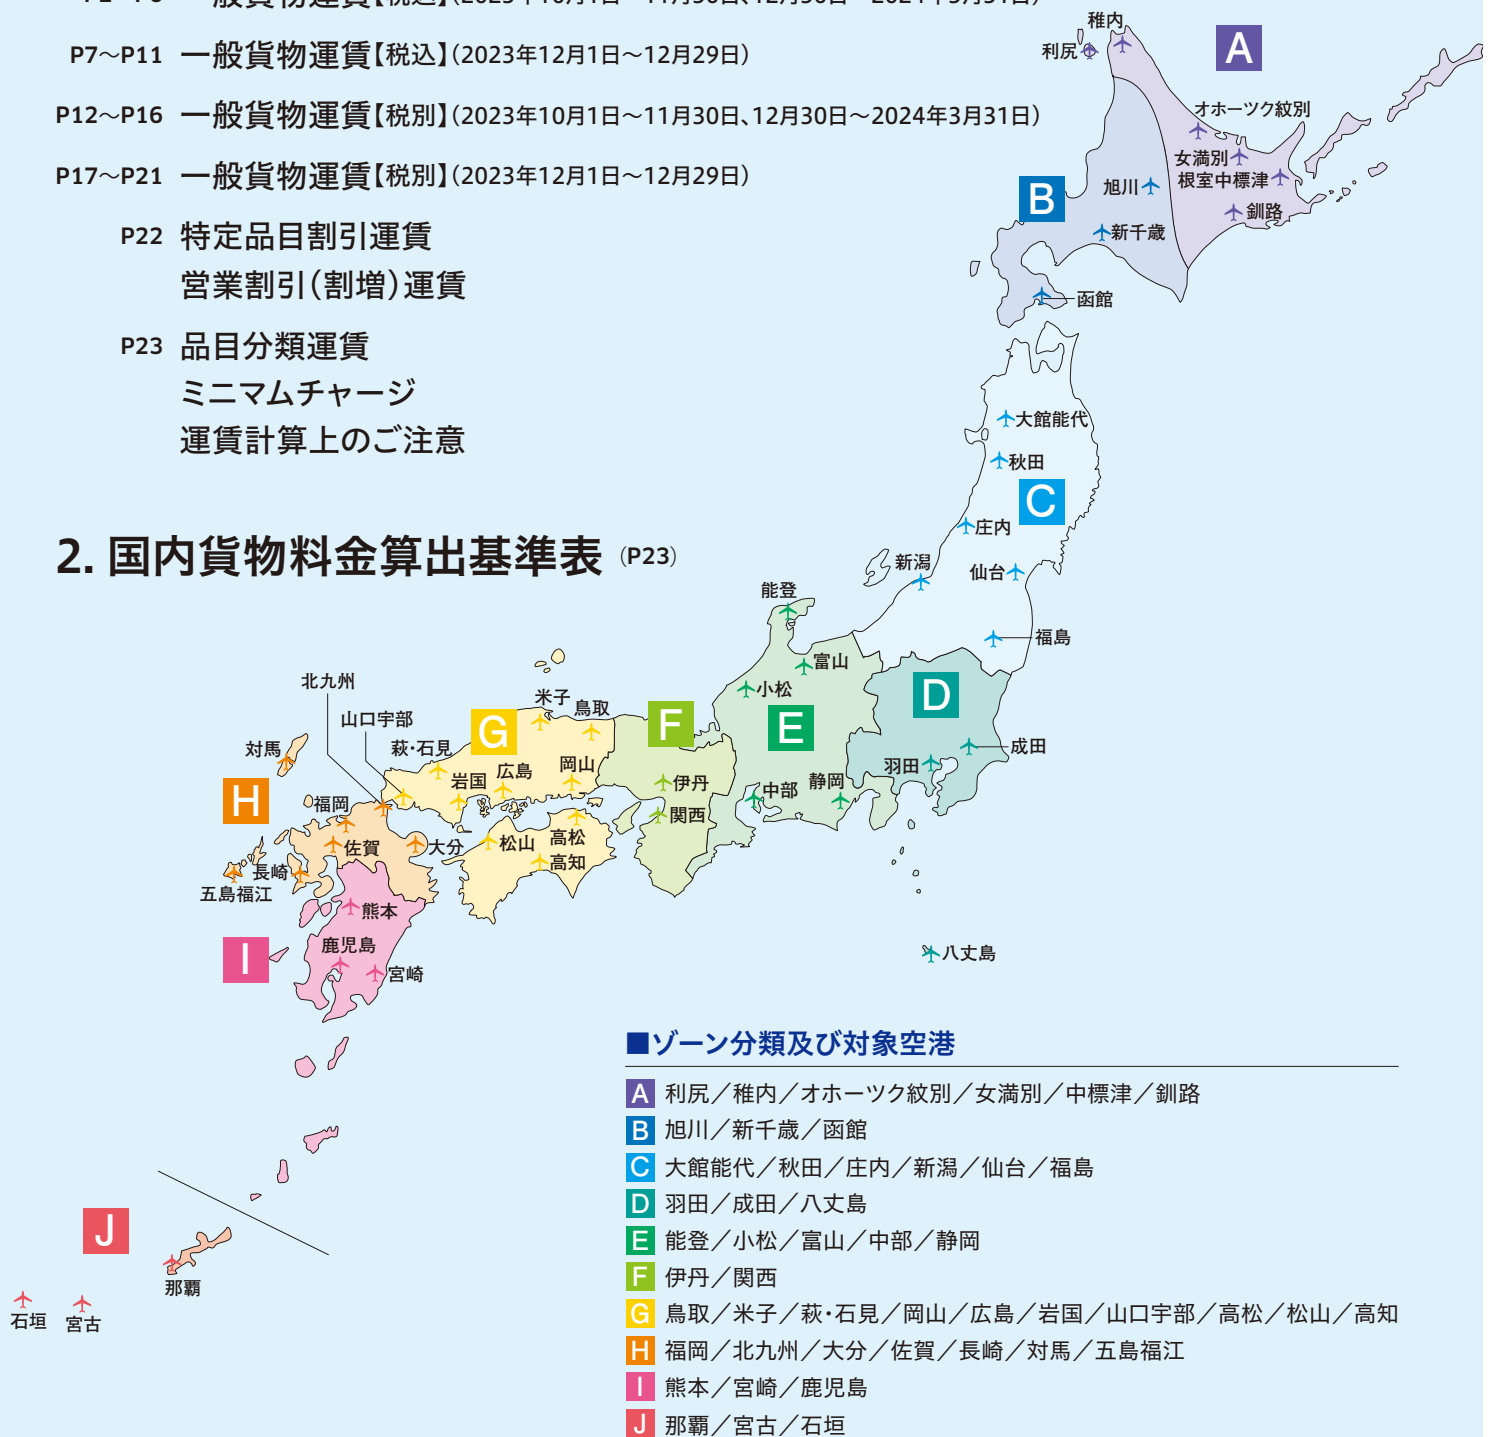 P7～P11 一般貨物運賃【税込】（2023年12月1日～12月29日）
P12～P16 一般貨物運賃【税別】（2023年10月1日～11月30日、12月30日～2024年3月31日）
P17～P21 一般貨物運賃【税別】（2023年12月1日～12月29日）
P22 特定品目割引運賃
営業割引（割増）運賃
P23 品目分類運賃
ミニマムチャージ
運賃計算上のご注意
2. 国内貨物料金算出基準表（P23）
稚内
利尻
A
オホーツク紋別
女満別
根室中標津
釧路
B
旭川
新千歳
函館
大館能代
秋田
C
庄内
新潟
仙台
福島
能登
富山
小松
E
中部
静岡
D
成田
羽田
八丈島
F
伊丹
関西
G
米子
鳥取
萩・石見
岩国
広島
岡山
北九州
山口宇部
松山
高松
高知
対馬
H
福岡
佐賀
大分
長崎
五島福江
I
熊本
鹿児島
宮崎
J
那覇
石垣
宮古
■ゾーン分類及び対象空港
A 利尻／稚内／オホーツク紋別／女満別／中標津／釧路
B 旭川／新千歳／函館
C 大館能代／秋田／庄内／新潟／仙台／福島
D 羽田／成田／八丈島
E 能登／小松／富山／中部／静岡
F 伊丹／関西
G 鳥取／米子／萩・石見／岡山／広島／岩国／山口宇部／高松／松山／高知
H 福岡／北九州／大分／佐賀／長崎／対馬／五島福江
I 熊本／宮崎／鹿児島
J 那覇／宮古／石垣